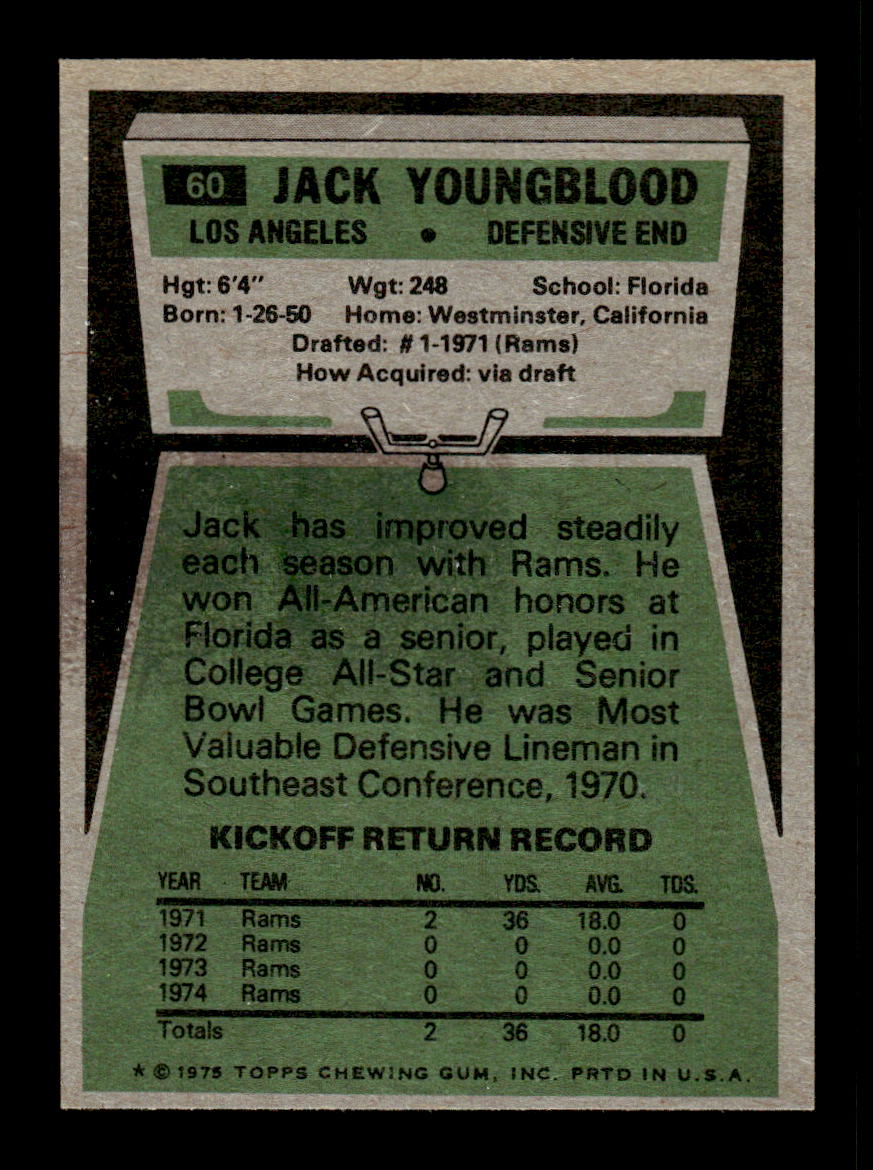 60 JACK YOUNGBLOOD
LOS ANGELES • DEFENSIVE END
Hgt: 6'4" Wgt: 248 School: Florida
Born: 1-26-50 Home: Westminster, California
Drafted: #1-1971 (Rams)
How Acquired: via draft
Jack has improved steadily
each season with Rams. He
won All-American honors at
Florida as a senior, played in
College All-Star and Senior
Bowl Games. He was Most
Valuable Defensive Lineman in
Southeast Conference, 1970.
KICKOFF RETURN RECORD
YEAR TEAM NO. YDS. AVG. TDS.
1971 Rams 2 36 18.0 0
1972 Rams 0 0 0.0 0
1973 Rams 0 0 0.0 0
1974 Rams 0 0 0.0 0
Totals 2 36 18.0 0
★ © 1975 TOPPS CHEWING GUM, INC. PRTD IN U.S.A.